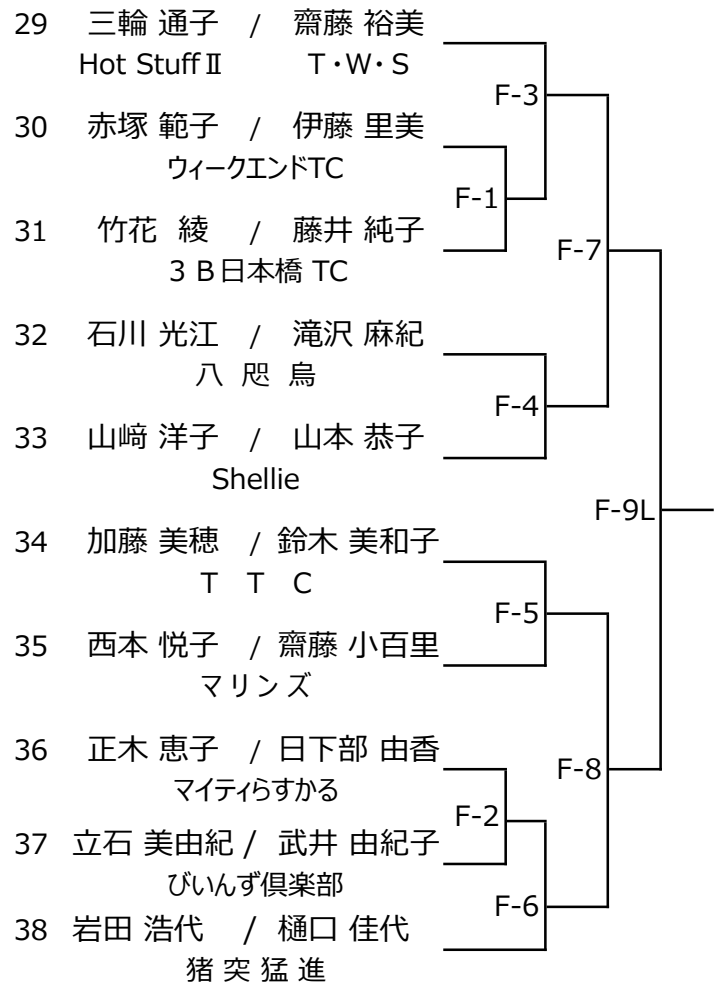 29 三輪 通子 / 齋藤 裕美
Hot StuffⅡ T・W・S
F-3
30 赤塚 範子 / 伊藤 里美
ウィークエンドTC
F-1
31 竹花 綾 / 藤井 純子
３Ｂ日本橋 TC
F-7
32 石川 光江 / 滝沢 麻紀
八 咫 烏
F-4
33 山﨑 洋子 / 山本 恭子
Shellie
F-9L
34 加藤 美穂 / 鈴木 美和子
T T C
F-5
35 西本 悦子 / 齋藤 小百里
マリンズ
36 正木 恵子 / 日下部 由香
マイティらすかる
F-8
F-2
37 立石 美由紀 / 武井 由紀子
びいんず倶楽部
F-6
38 岩田 浩代 / 樋口 佳代
猪 突 猛 進